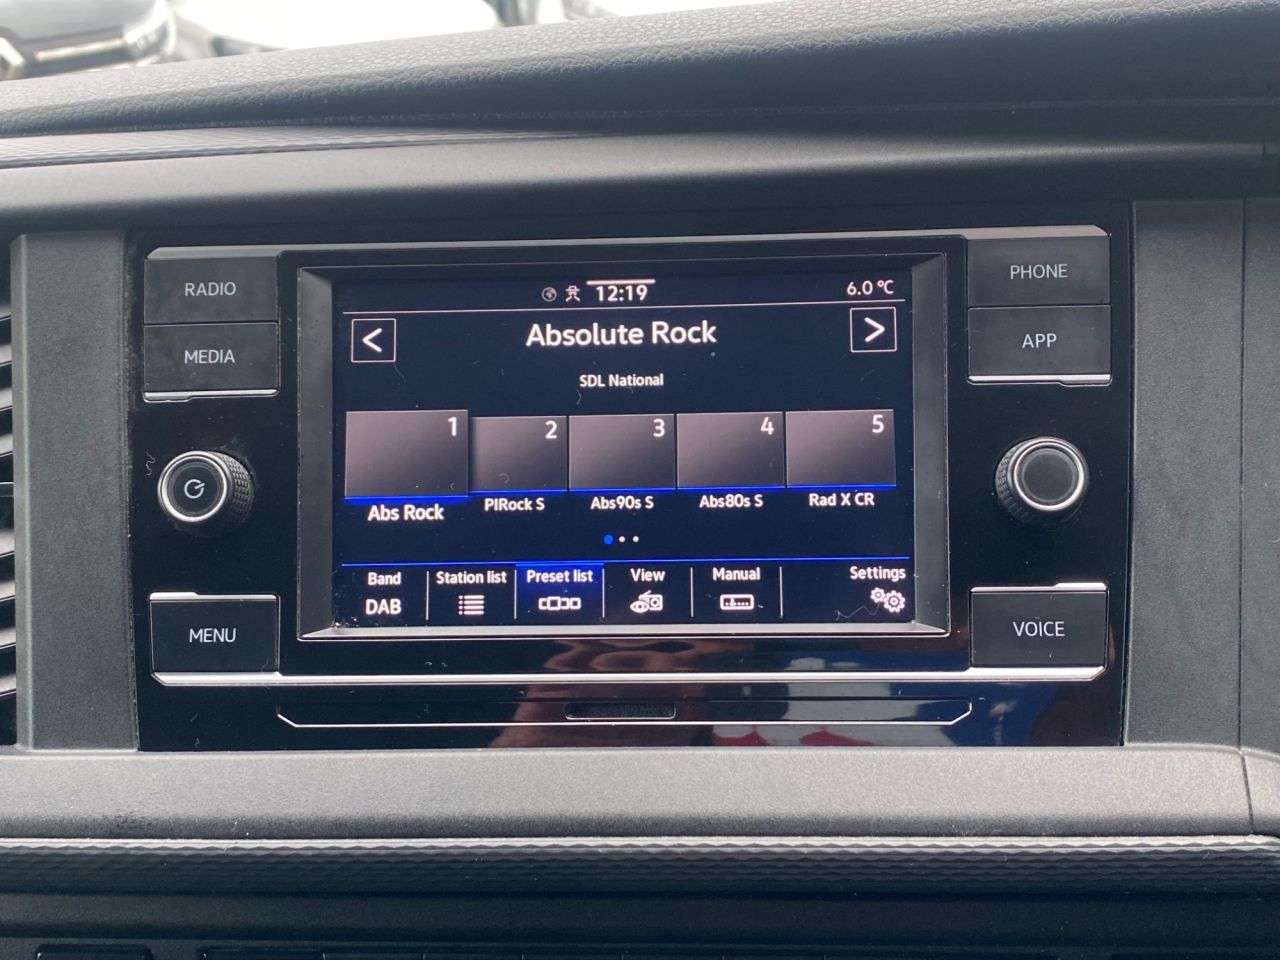 RADIO
MEDIA
MENU
PHONE
APP
VOICE
12:19
6.0 °C
<
Absolute Rock
>
SDL National
1
2
3
4
5
Abs Rock
PlRock S
Abs90s S
Abs80s S
Rad X CR
Band
Station list
Preset list
View
Manual
Settings
DAB